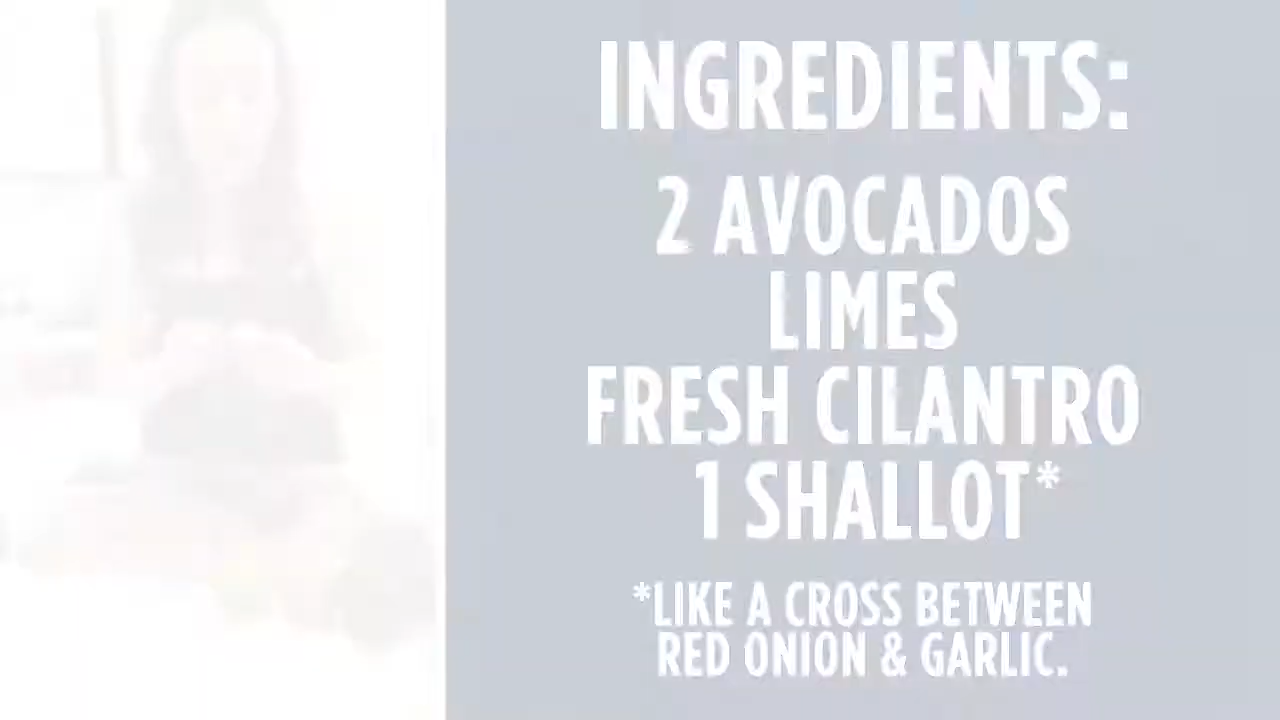 INGREDIENTS:
2 AVOCADOS
LIMES
FRESH CILANTRO
1 SHALLOT*
*LIKE A CROSS BETWEEN
RED ONION & GARLIC.